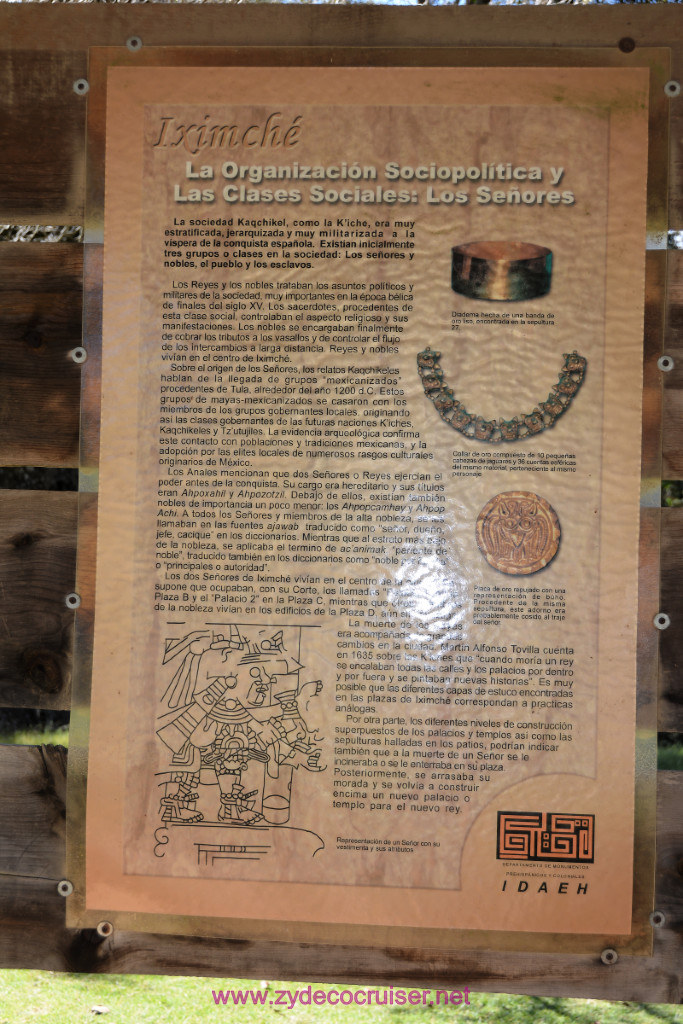 Iximché
La Organización Sociopolítica y
Las Clases Sociales: Los Señores
La sociedad Kaqchikel, como la K'iche, era muy
estratificada, jerarquizada y muy militarizada a la
víspera de la conquista española. Existían inicialmente
tres grupos o clases en la sociedad: Los señores y
nobles, el pueblo y los esclavos.
Los Reyes y los nobles trataban los asuntos políticos y
militares de la sociedad, muy importantes en la época bélica
de finales del siglo XV. Los sacerdotes, procedentes de
esta clase social, controlaban el aspecto religioso y sus
manifestaciones. Los nobles se encargaban finalmente
de cobrar los tributos a los vasallos y de controlar el flujo
de los intercambios a larga distancia. Reyes y nobles
vivían en el centro de Iximché.
Sobre el origen de los Señores, los relatos Kaqchikeles
hablan de la llegada de grupos "mexicanizados"
procedentes de Tula, alrededor del año 1200 d.C. Estos
grupos de mayas-mexicanizados se casaron con los
miembros de los grupos gobernantes locales, originando
así las clases gobernantes de las futuras naciones K'iches,
Kaqchikeles y Tz'utujiles. La evidencia arqueológica confirma
este contacto con poblaciones y tradiciones mexicanas, y la
adopción por las elites locales de numerosos rasgos culturales
originarios de México.
Los Anales mencionan que dos Señores o Reyes ejercían el
poder antes de la conquista. Su cargo era hereditario y sus títulos
eran Ahpoxahil y Ahpozotzil. Debajo de ellos, existían también
nobles de importancia un poco menor: los Ahpopcamhay y Ahpop
Achi. A todos los Señores y miembros de la alta nobleza, se les
llamaban en las fuentes ajawab traducido como "señor, dueño,
jefe, cacique" en los diccionarios. Mientras que al estrato más bajo
de la nobleza, se aplicaba el termino de ac'animak "pariente de
noble", traducido también en los diccionarios como "noble
o "principales o autoridad".
Los dos Señores de Iximché vivían en el centro de la
supone que ocupaban, con su Corte, los llamados
Plaza B y el "Palacio 2" en la Plaza C, mientras que
de la nobleza vivían en los edificios de la Plaza D, aún en
La muerte de los
era acompañada
cambios en la ciudad. Martín Alfonso Tovilla cuenta
en 1635 sobre los K'iches que "cuando moría un rey
se encalaban todas las calles y los palacios por dentro
y por fuera y se pintaban nuevas historias". Es muy
posible que las diferentes capas de estuco encontradas
en las plazas de Iximché correspondan a practicas
análogas.
Por otra parte, los diferentes niveles de construcción
superpuestos de los palacios y templos así como las
sepulturas halladas en los patios, podrían indicar
también que a la muerte de un Señor se le
incineraba o se le enterraba en su plaza.
Posteriormente, se arrasaba su
morada y se volvía a construir
encima un nuevo palacio o
templo para el nuevo rey.
Diadema hecha de una banda de
oro liso, encontrada en la sepultura
27.
Collar de oro compuesto de 10 pequeñas
cabezas de jaguares y 36 cuentas esféricas
del mismo material, perteneciente al mismo
personaje.
Placa de oro repujado con una
representación de buho.
Procedente de la misma
sepultura, este adorno era
probablemente cosido al traje
del señor.
Representación de un Señor con su
vestimenta y sus atributos
DEPARTAMENTO DE MONUMENTOS
PREHISPÁNICOS Y COLONIALES
IDAEH
www.zydecocruiser.net